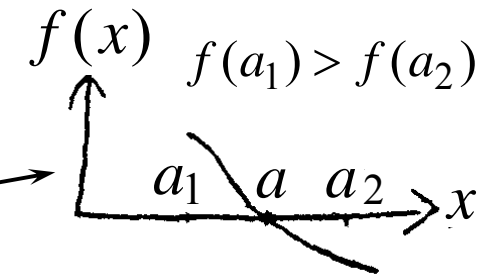 f(x)
f(a₁) > f(a₂)
a₁ a a₂ x